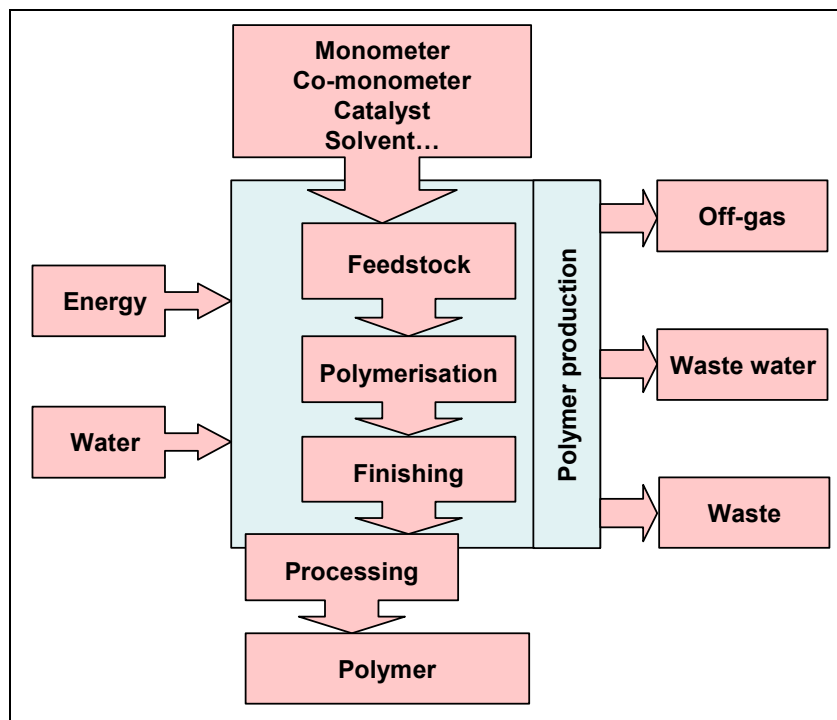 Monometer
Co-monometer
Catalyst
Solvent…
Feedstock
Polymerisation
Finishing
Processing
Polymer
Energy
Water
Polymer production
Off-gas
Waste water
Waste